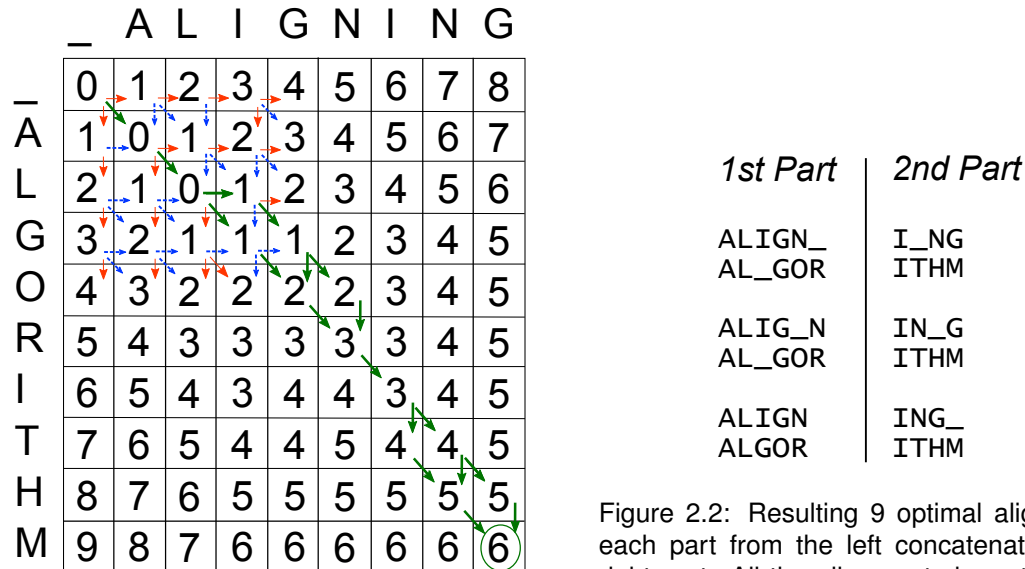 _ A L I G N I N G
_ 0 1 2 3 4 5 6 7 8
A 1 0 1 2 3 4 5 6 7
L 2 1 0 1 2 3 4 5 6
G 3 2 1 1 1 2 3 4 5
O 4 3 2 2 2 2 3 4 5
R 5 4 3 3 3 3 3 4 5
I 6 5 4 3 4 4 3 4 5
T 7 6 5 4 4 5 4 4 5
H 8 7 6 5 5 5 5 5 5
M 9 8 7 6 6 6 6 6 6
1st Part 2nd Part
ALIGN_ I_NG
AL_GOR ITHM
ALIG_N IN_G
AL_GOR ITHM
ALIGN ING_
ALGOR ITHM
Figure 2.2: Resulting 9 optimal alig
each part from the left concatenat